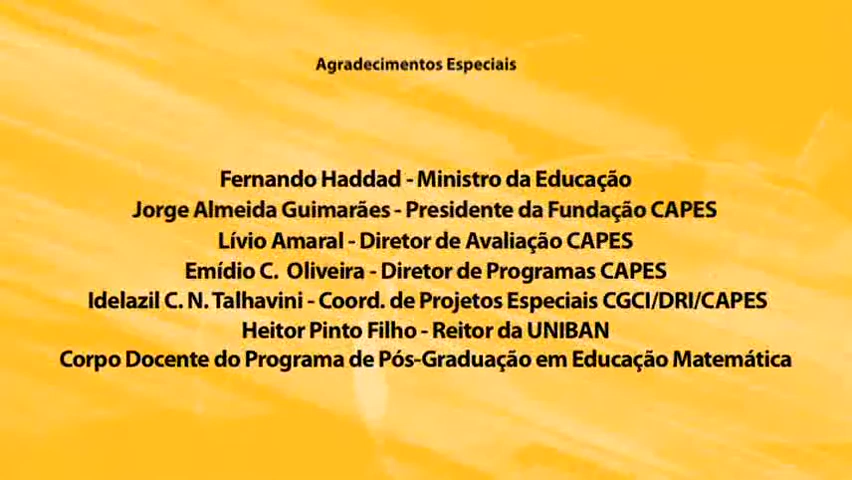 Agradecimentos Especiais
Fernando Haddad - Ministro da Educação
Jorge Almeida Guimarães - Presidente da Fundação CAPES
Lívio Amaral - Diretor de Avaliação CAPES
Emídio C. Oliveira - Diretor de Programas CAPES
Idelazil C. N. Talhavini - Coord. de Projetos Especiais CGCI/DRI/CAPES
Heitor Pinto Filho - Reitor da UNIBAN
Corpo Docente do Programa de Pós-Graduação em Educação Matemática